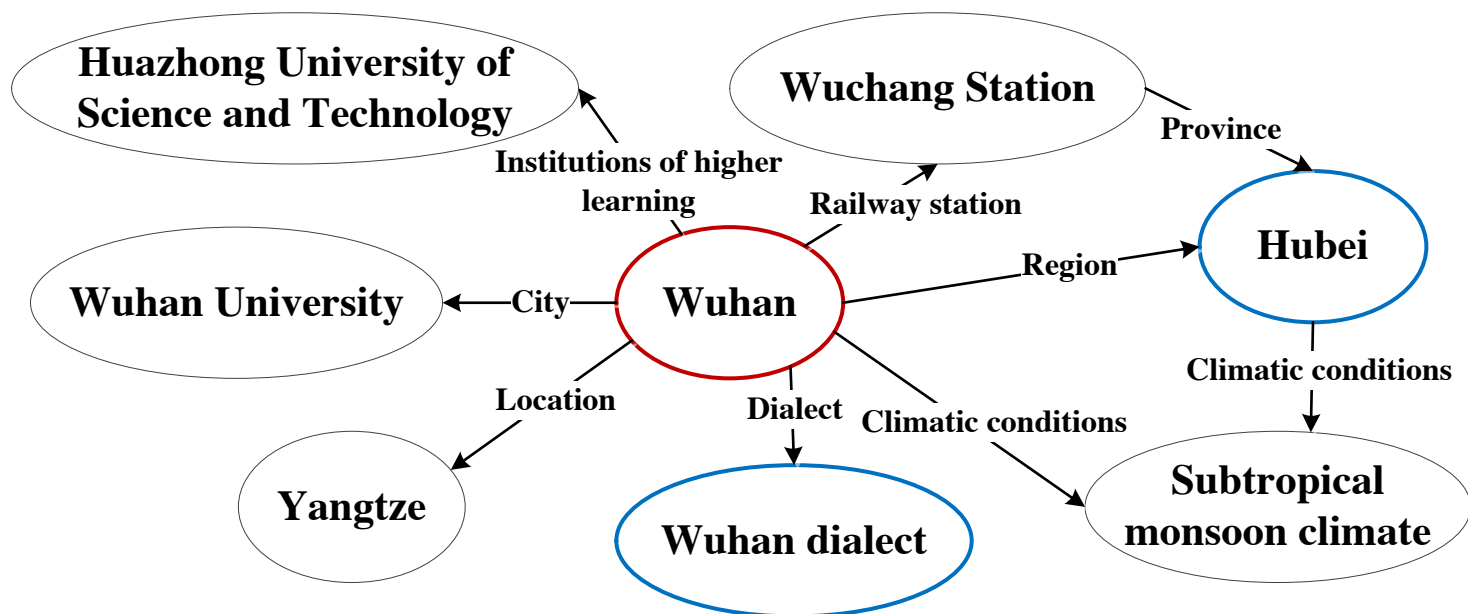 Huazhong University of
Science and Technology
Wuchang Station
Province
Institutions of higher
learning
Railway station
Hubei
Region
Wuhan University
City
Wuhan
Climatic conditions
Location
Dialect
Climatic conditions
Yangtze
Wuhan dialect
Subtropical
monsoon climate